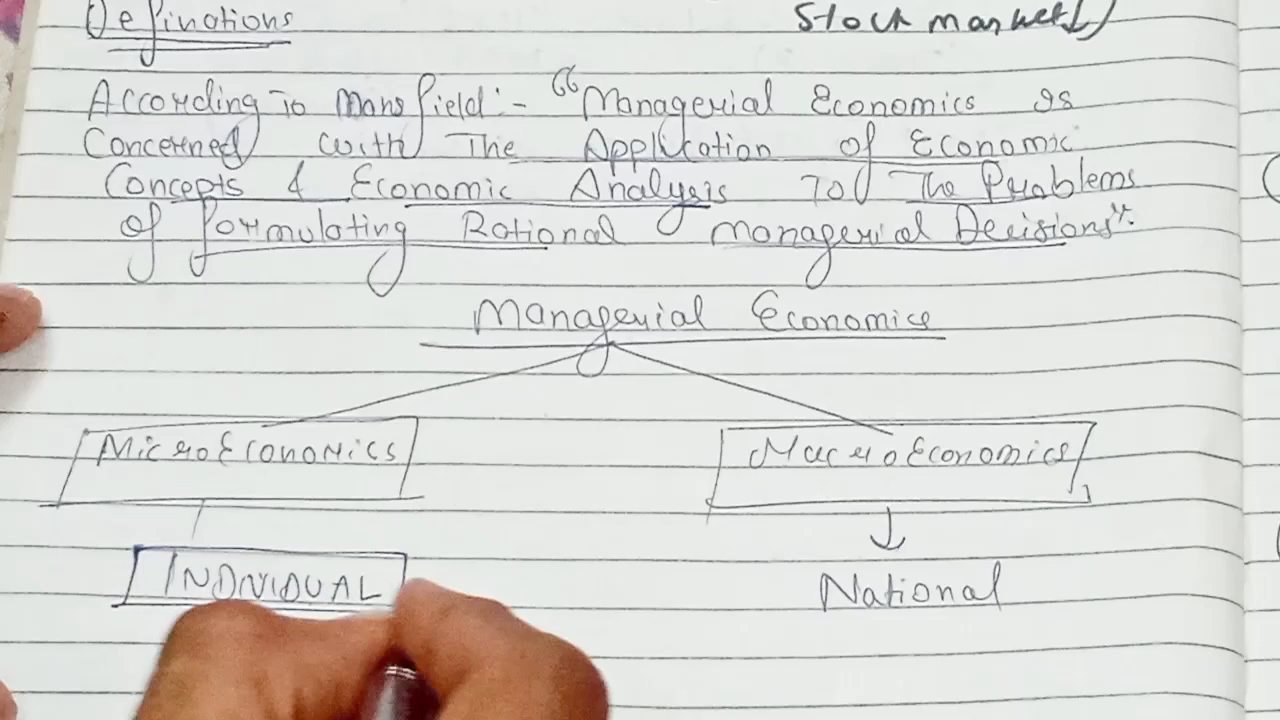 Definations
Stock market)
According To Mansfield:- "Managerial Economics is
Concerned with The Application of Economic
Concepts & Economic Analysis To The Problems
of formulating Rational managerial Decisions".
Managerial Economics
MicroEconomics
MacroEconomics
INDIVIDUAL
National